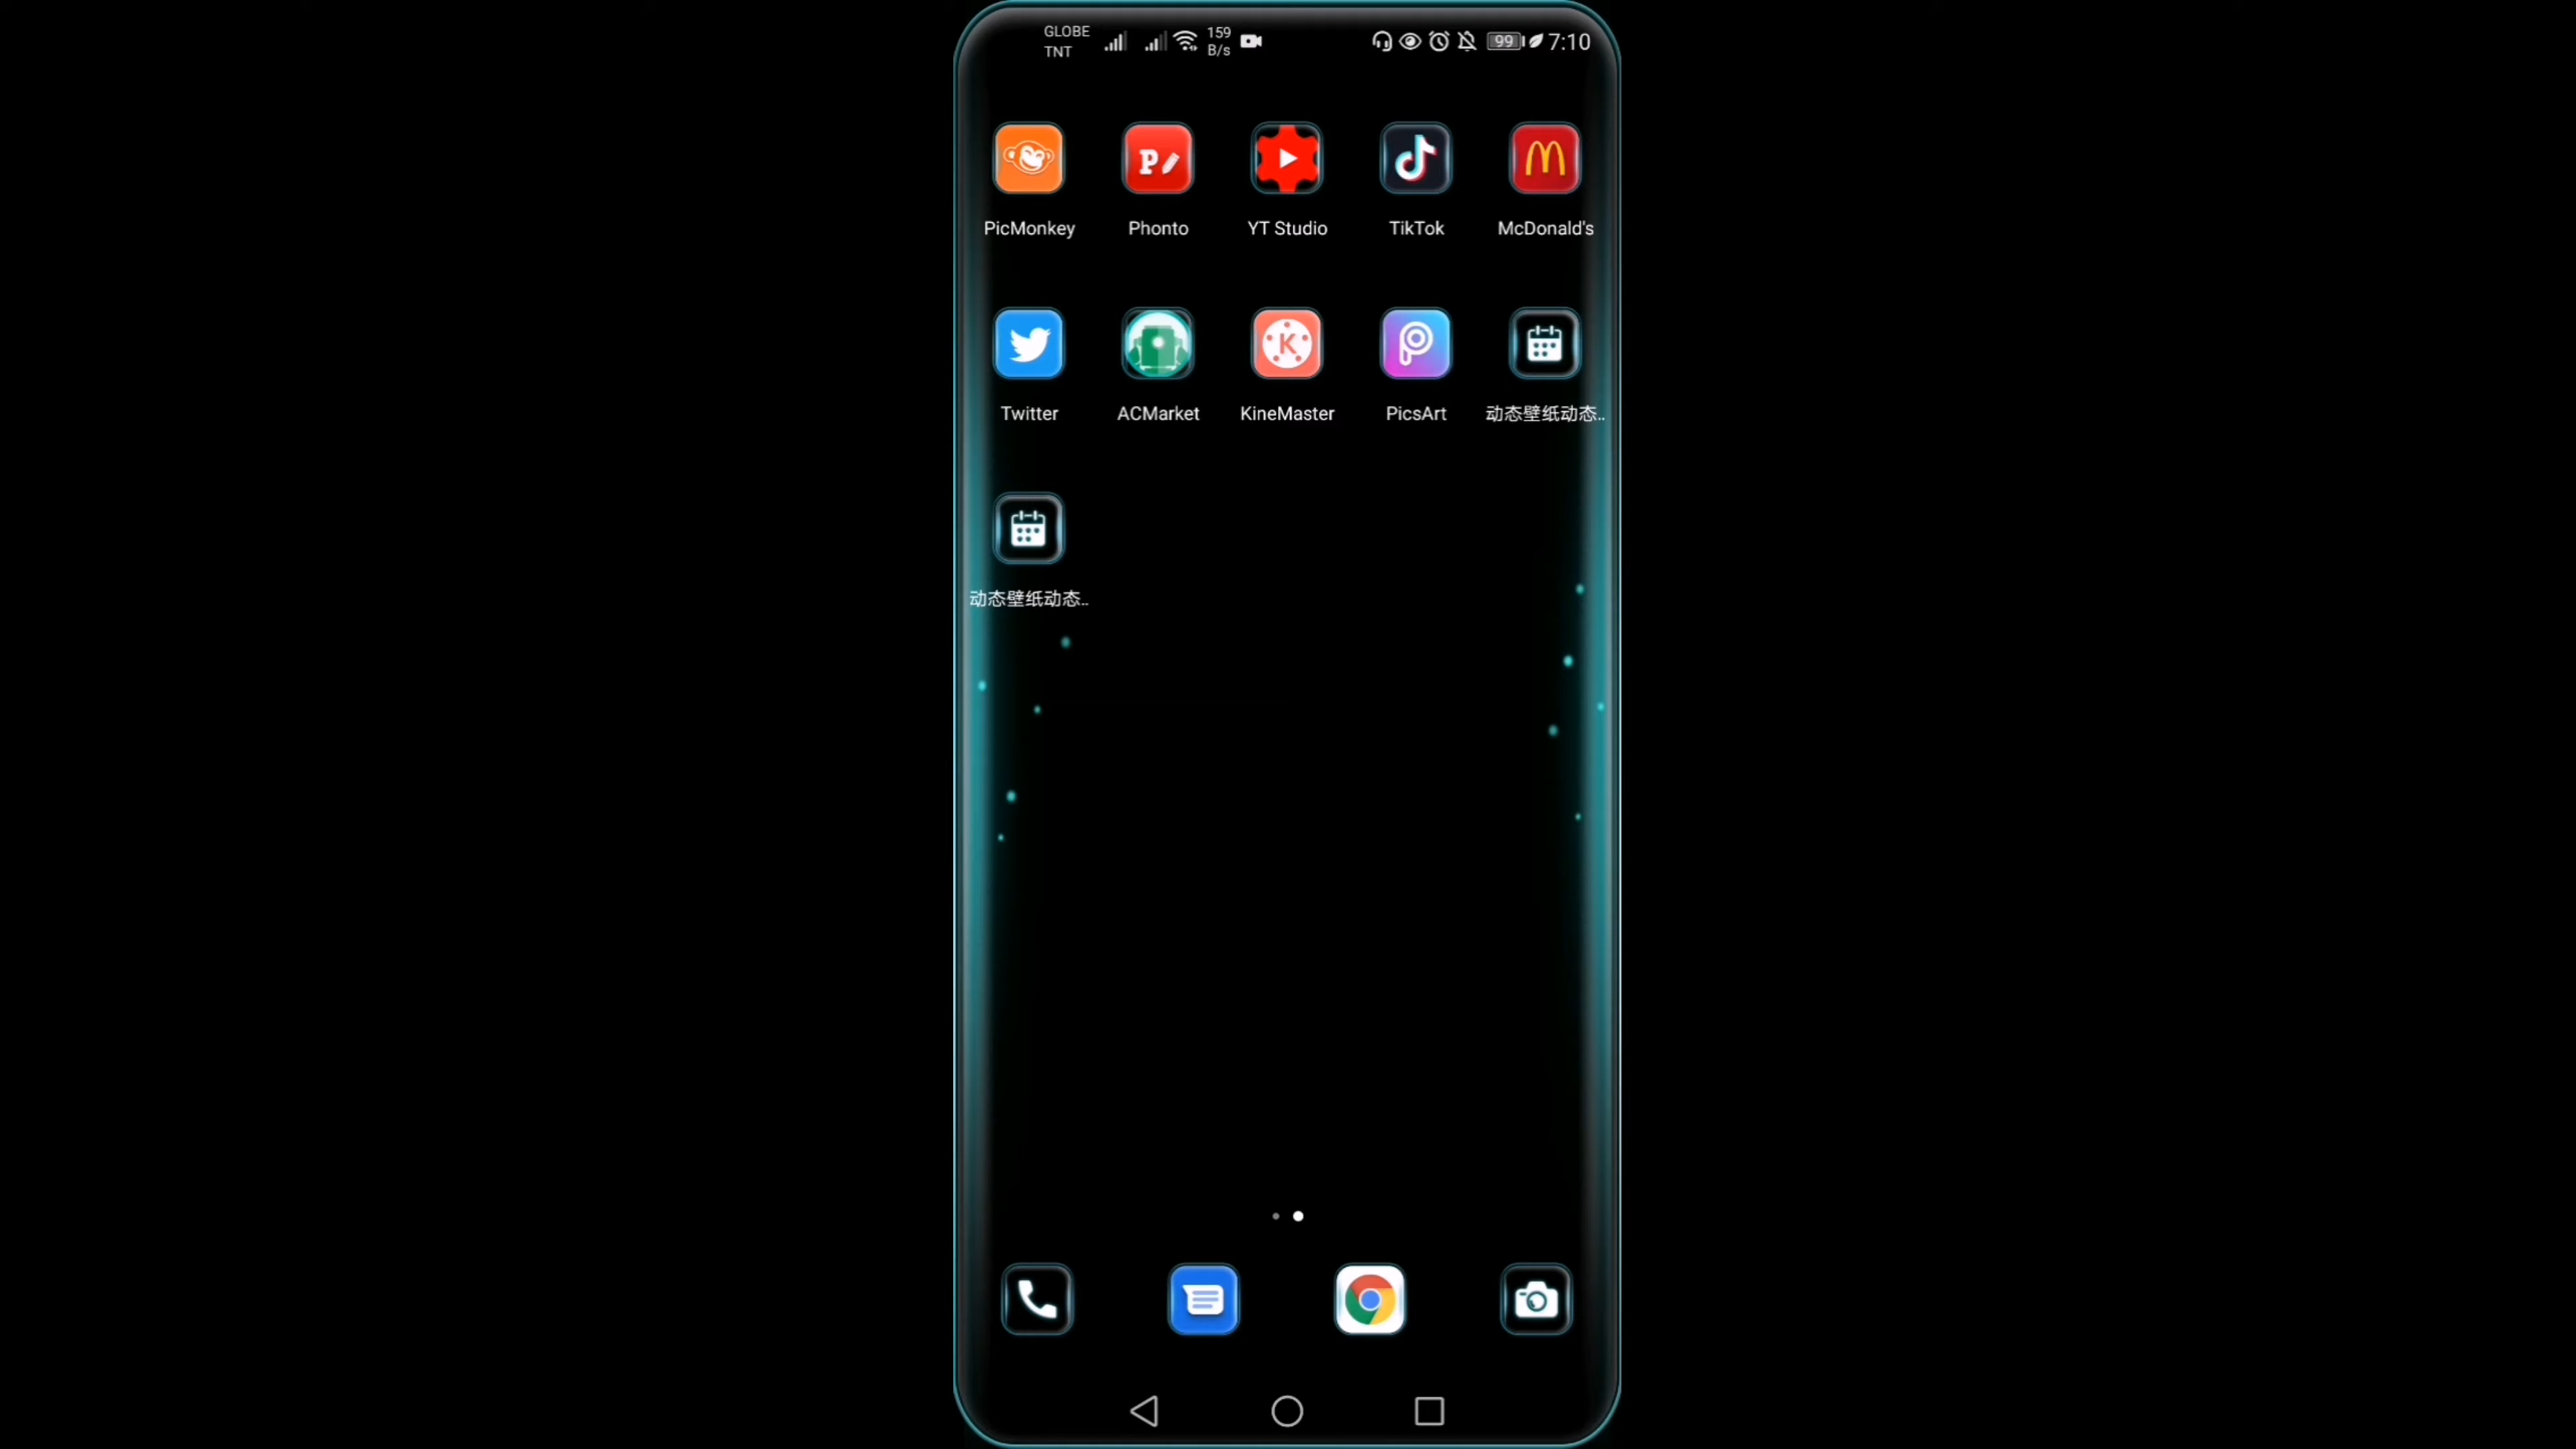 GLOBE
TNT
159
B/s
99
7:10
PicMonkey
Phonto
YT Studio
TikTok
McDonald's
Twitter
ACMarket
KineMaster
PicsArt
动态壁纸动态..
动态壁纸动态..